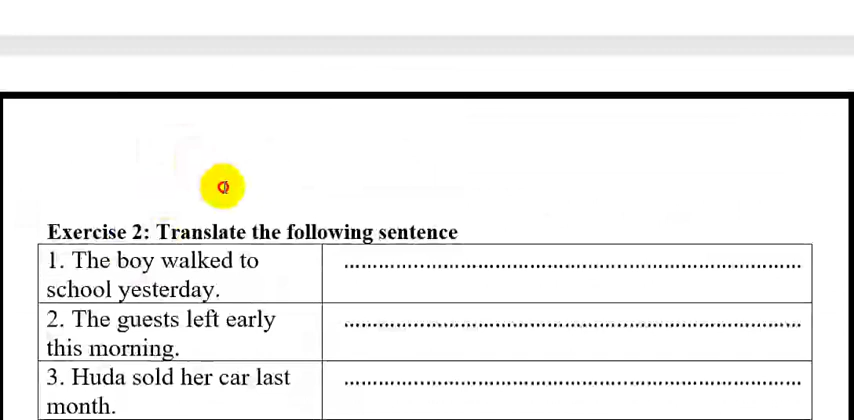 Exercise 2: Translate the following sentence
1. The boy walked to
school yesterday.
................................................................................
2. The guests left early
this morning.
................................................................................
3. Huda sold her car last
month.
................................................................................